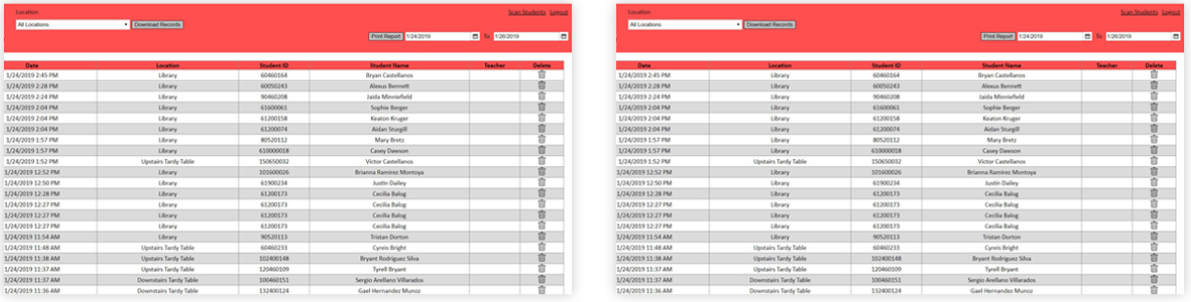 Location Scan Students Logout
All Locations Download Records
Print Report 1/24/2019 To 1/26/2019
Date Location Student ID Student Name Teacher Delete
1/24/2019 2:45 PM Library 60460164 Bryan Castellanos
1/24/2019 2:28 PM Library 60050243 Alexus Bennett
1/24/2019 2:24 PM Library 90460208 Jaida Minniefield
1/24/2019 2:04 PM Library 61600061 Sophie Berger
1/24/2019 2:04 PM Library 61200158 Keaton Kruger
1/24/2019 2:04 PM Library 61200074 Aidan Sturgill
1/24/2019 1:57 PM Library 80520112 Mary Bretz
1/24/2019 1:57 PM Library 610000018 Casey Dawson
1/24/2019 1:52 PM Upstairs Tardy Table 150650032 Victor Castellanos
1/24/2019 12:52 PM Library 101600026 Brianna Ramirez Montoya
1/24/2019 12:50 PM Library 61900234 Justin Dailey
1/24/2019 12:28 PM Library 61200173 Cecilia Balog
1/24/2019 12:27 PM Library 61200173 Cecilia Balog
1/24/2019 12:27 PM Library 61200173 Cecilia Balog
1/24/2019 12:27 PM Library 61200173 Cecilia Balog
1/24/2019 11:54 AM Library 90520113 Tristan Dorton
1/24/2019 11:48 AM Upstairs Tardy Table 60460233 Cyrvis Bright
1/24/2019 11:38 AM Upstairs Tardy Table 102400148 Bryant Rodriguez Silva
1/24/2019 11:37 AM Upstairs Tardy Table 120460109 Tyrell Bryant
1/24/2019 11:37 AM Downstairs Tardy Table 100460151 Sergio Arellano Villarados
1/24/2019 11:36 AM Downstairs Tardy Table 132400124 Gael Hernandez Munoz
Location Scan Students Logout
All Locations Download Records
Print Report 1/24/2019 To 1/26/2019
Date Location Student ID Student Name Teacher Delete
1/24/2019 2:45 PM Library 60460164 Bryan Castellanos
1/24/2019 2:28 PM Library 60050243 Alexus Bennett
1/24/2019 2:24 PM Library 90460208 Jaida Minniefield
1/24/2019 2:04 PM Library 61600061 Sophie Berger
1/24/2019 2:04 PM Library 61200158 Keaton Kruger
1/24/2019 2:04 PM Library 61200074 Aidan Sturgill
1/24/2019 1:57 PM Library 80520112 Mary Bretz
1/24/2019 1:57 PM Library 610000018 Casey Dawson
1/24/2019 1:52 PM Upstairs Tardy Table 150650032 Victor Castellanos
1/24/2019 12:52 PM Library 101600026 Brianna Ramirez Montoya
1/24/2019 12:50 PM Library 61900234 Justin Dailey
1/24/2019 12:28 PM Library 61200173 Cecilia Balog
1/24/2019 12:27 PM Library 61200173 Cecilia Balog
1/24/2019 12:27 PM Library 61200173 Cecilia Balog
1/24/2019 12:27 PM Library 61200173 Cecilia Balog
1/24/2019 11:54 AM Library 90520113 Tristan Dorton
1/24/2019 11:48 AM Upstairs Tardy Table 60460233 Cyrvis Bright
1/24/2019 11:38 AM Upstairs Tardy Table 102400148 Bryant Rodriguez Silva
1/24/2019 11:37 AM Upstairs Tardy Table 120460109 Tyrell Bryant
1/24/2019 11:37 AM Downstairs Tardy Table 100460151 Sergio Arellano Villarados
1/24/2019 11:36 AM Downstairs Tardy Table 132400124 Gael Hernandez Munoz